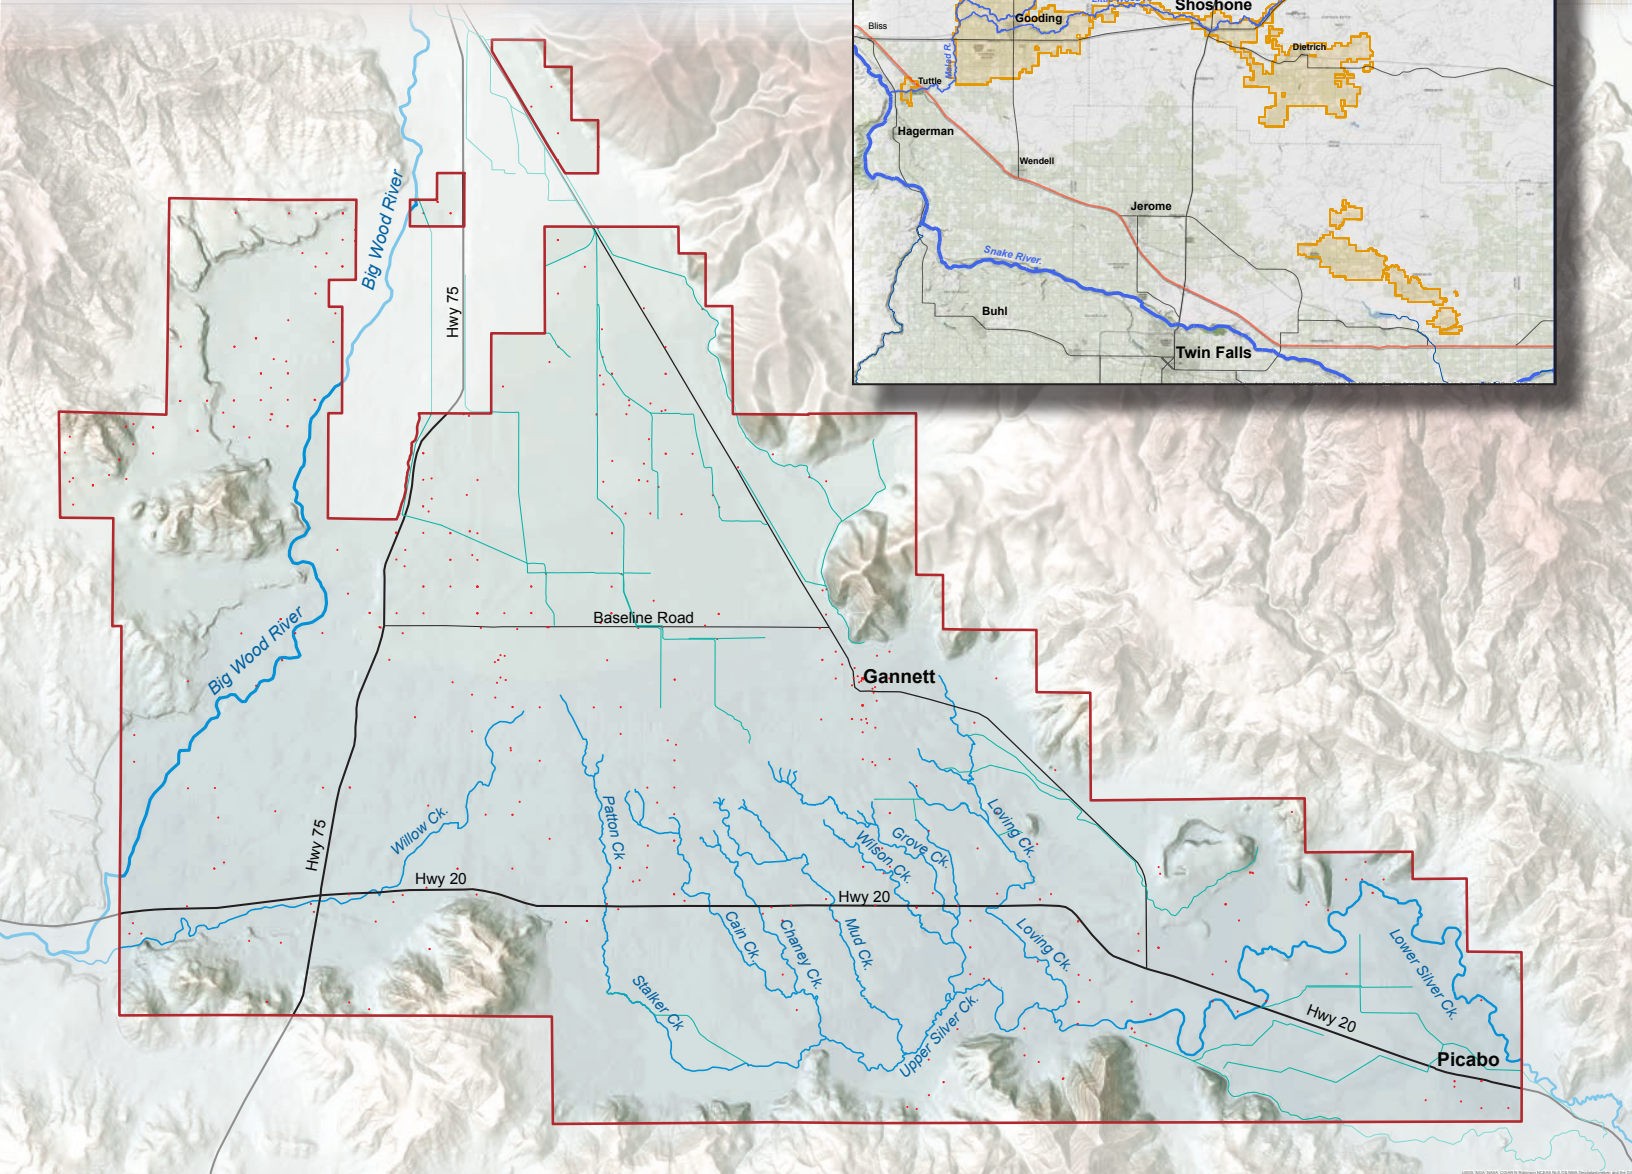 Shoshone
Gooding
Bliss
Dietrich
Malad R.
Tuttle
Hagerman
Wendell
Jerome
Snake River
Buhl
Twin Falls
Big Wood River
Hwy 75
Baseline Road
Big Wood River
Gannett
Hwy 75
Willow Ck.
Patton Ck
Loving Ck.
Grove Ck.
Wilson Ck.
Hwy 20
Hwy 20
Cain Ck.
Chaney Ck.
Mud Ck.
Loving Ck.
Lower Silver Ck.
Stalker Ck
Upper Silver Ck.
Hwy 20
Picabo